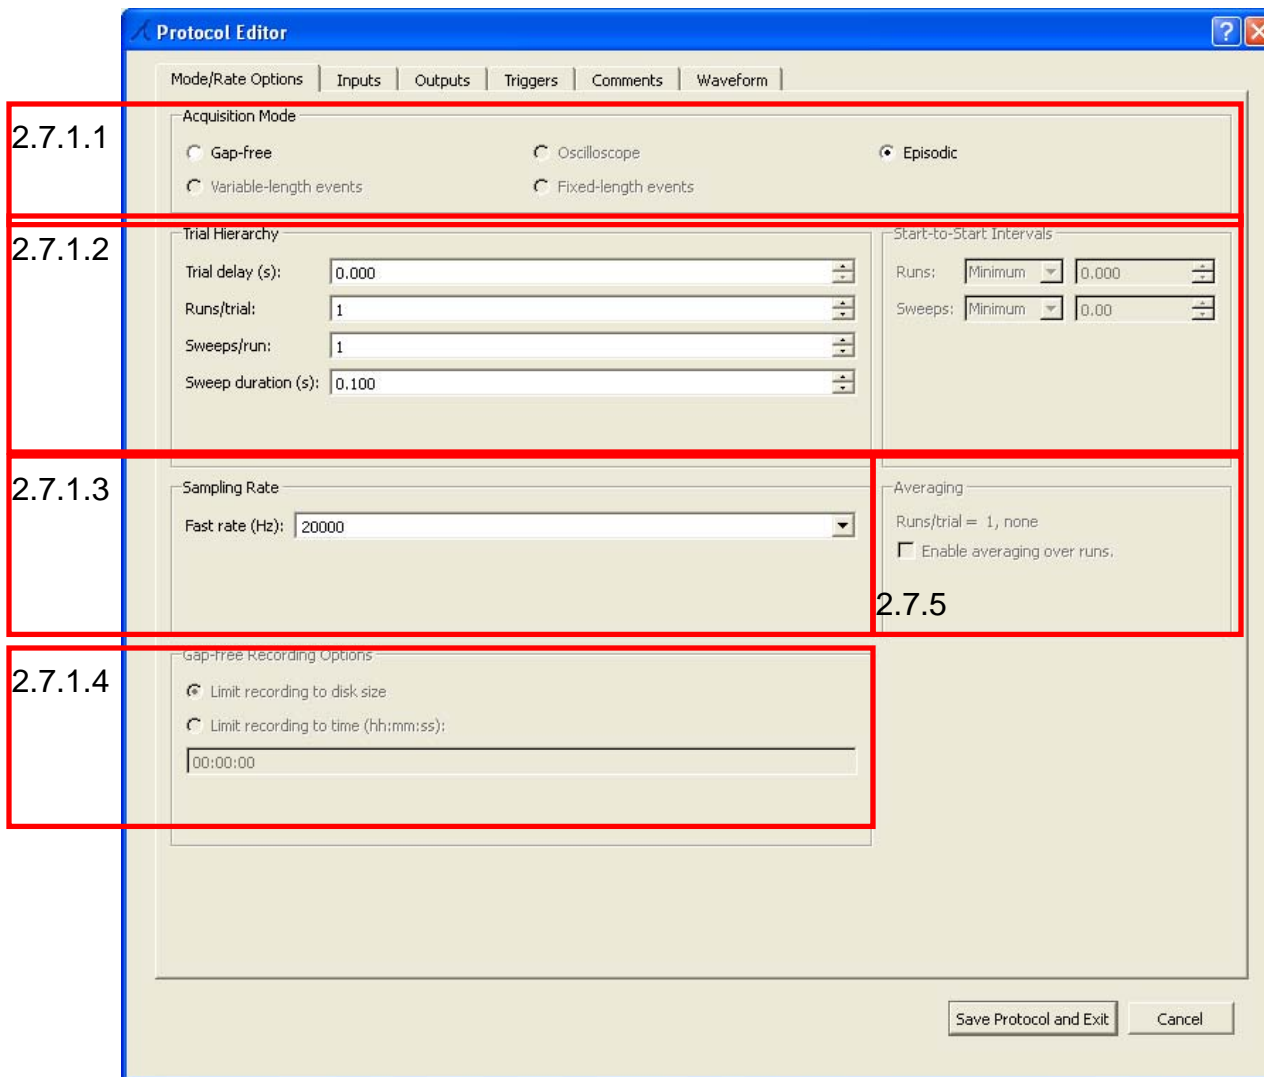 Protocol Editor
Mode/Rate Options Inputs Outputs Triggers Comments Waveform
2.7.1.1
Acquisition Mode
Gap-free Oscilloscope Episodic
Variable-length events Fixed-length events
2.7.1.2
Trial Hierarchy
Trial delay (s): 0.000
Runs/trial: 1
Sweeps/run: 1
Sweep duration (s): 0.100
Start-to-Start Intervals
Runs: Minimum 0.000
Sweeps: Minimum 0.00
2.7.1.3
Sampling Rate
Fast rate (Hz): 20000
Averaging
Runs/trial = 1, none
Enable averaging over runs.
2.7.5
2.7.1.4
Gap-free Recording Options
Limit recording to disk size
Limit recording to time (hh:mm:ss):
00:00:00
Save Protocol and Exit Cancel